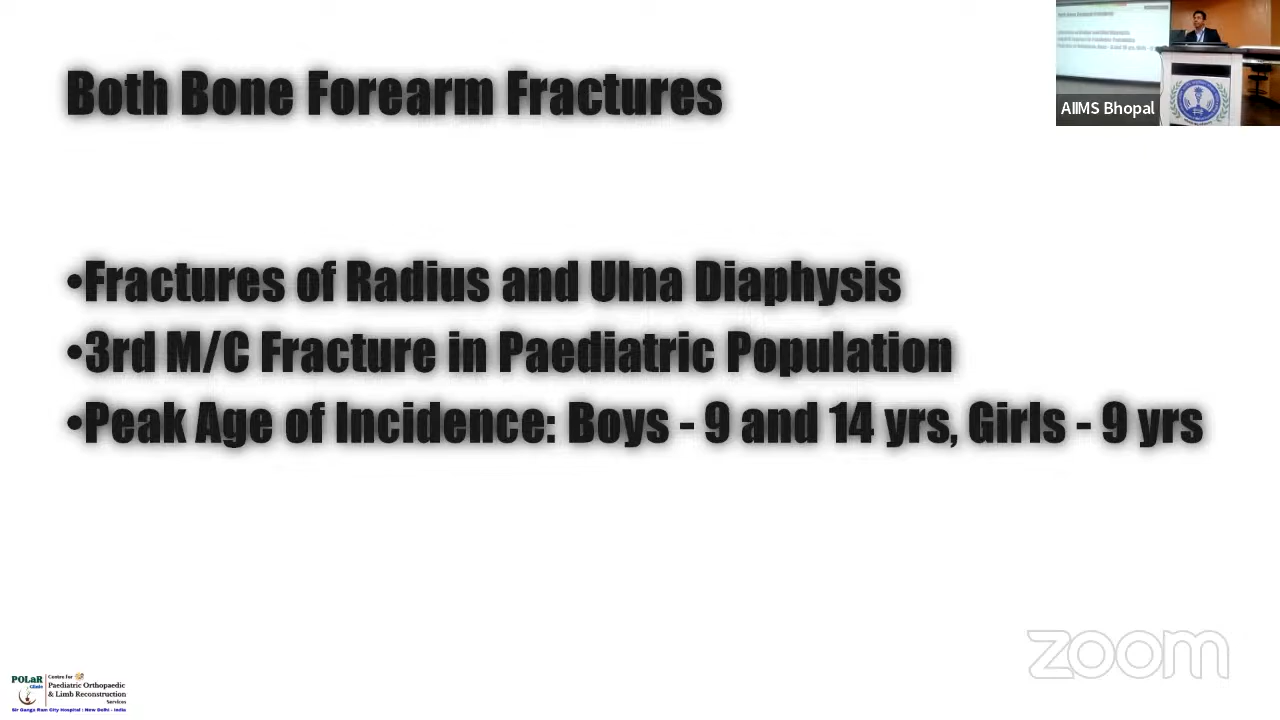 Both Bone Forearm Fractures
AIIMS Bhopal
•Fractures of Radius and Ulna Diaphysis
•3rd M/C Fracture in Paediatric Population
•Peak Age of Incidence: Boys - 9 and 14 yrs, Girls - 9 yrs
zoom
POLaR
Clinic
Centre For
Paediatric Orthopaedic
& Limb Reconstruction
Services
Sir Ganga Ram City Hospital : New Delhi - India